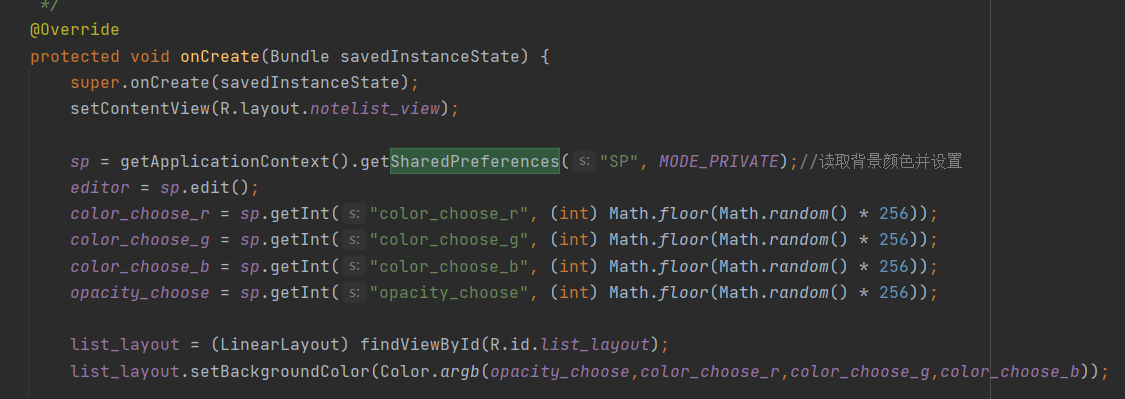 */
@Override
protected void onCreate(Bundle savedInstanceState) {
super.onCreate(savedInstanceState);
setContentView(R.layout.notelist_view);
sp = getApplicationContext().getSharedPreferences( s: "SP", MODE_PRIVATE);//读取背景颜色并设置
editor = sp.edit();
color_choose_r = sp.getInt( s: "color_choose_r", (int) Math.floor(Math.random() * 256));
color_choose_g = sp.getInt( s: "color_choose_g", (int) Math.floor(Math.random() * 256));
color_choose_b = sp.getInt( s: "color_choose_b", (int) Math.floor(Math.random() * 256));
opacity_choose = sp.getInt( s: "opacity_choose", (int) Math.floor(Math.random() * 256));
list_layout = (LinearLayout) findViewById(R.id.list_layout);
list_layout.setBackgroundColor(Color.argb(opacity_choose,color_choose_r,color_choose_g,color_choose_b));